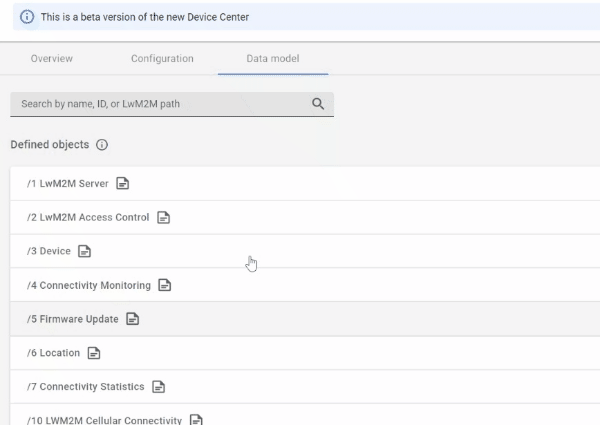 This is a beta version of the new Device Center
Overview Configuration Data model
Search by name, ID, or LwM2M path
Defined objects
/1 LwM2M Server
/2 LwM2M Access Control
/3 Device
/4 Connectivity Monitoring
/5 Firmware Update
/6 Location
/7 Connectivity Statistics
/10 LWM2M Cellular Connectivity